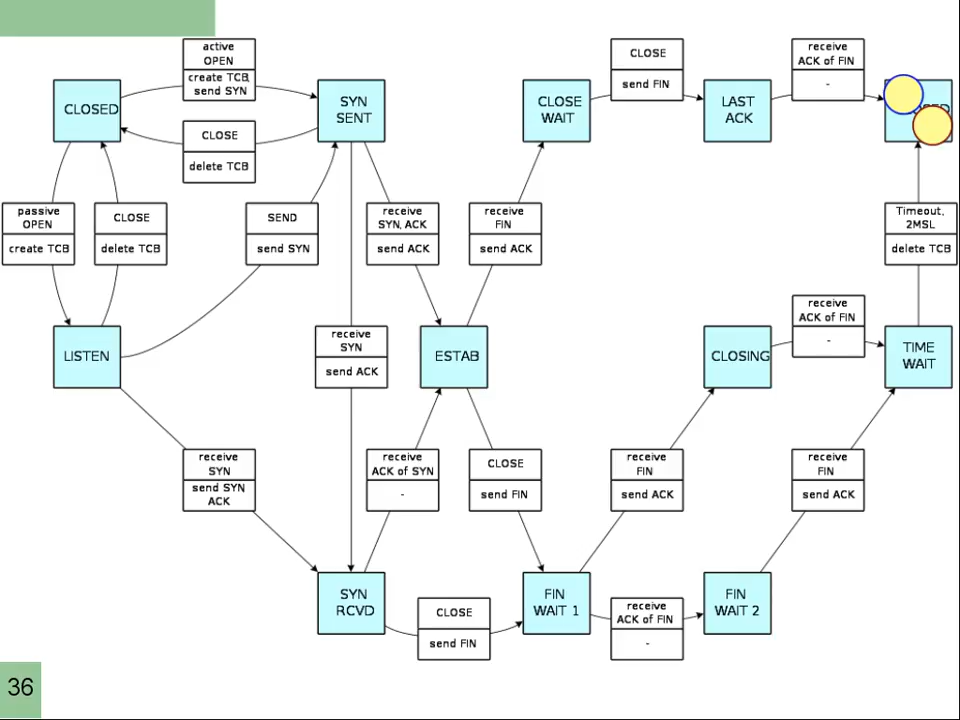 active
OPEN
create TCB,
send SYN
CLOSE
send FIN
receive
ACK of FIN
-
CLOSED
SYN
SENT
CLOSE
WAIT
LAST
ACK
CLOSE
delete TCB
passive
OPEN
create TCB
CLOSE
delete TCB
SEND
send SYN
receive
SYN, ACK
send ACK
receive
FIN
send ACK
Timeout,
2MSL
delete TCB
receive
ACK of FIN
-
LISTEN
receive
SYN
send ACK
ESTAB
CLOSING
TIME
WAIT
receive
SYN
send SYN
ACK
receive
ACK of SYN
-
CLOSE
send FIN
receive
FIN
send ACK
receive
FIN
send ACK
SYN
RCVD
CLOSE
send FIN
FIN
WAIT 1
receive
ACK of FIN
-
FIN
WAIT 2
36